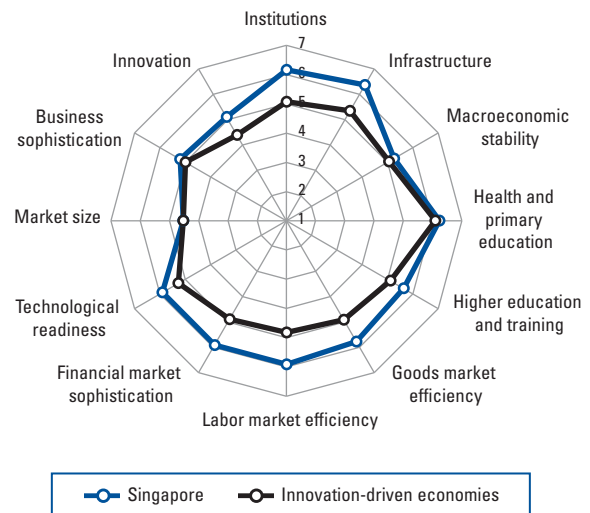 Institutions
7
6
5
4
3
2
1
Infrastructure
Macroeconomic
stability
Health and
primary
education
Higher education
and training
Goods market
efficiency
Labor market efficiency
Financial market
sophistication
Technological
readiness
Market size
Business
sophistication
Innovation
Singapore
Innovation-driven economies